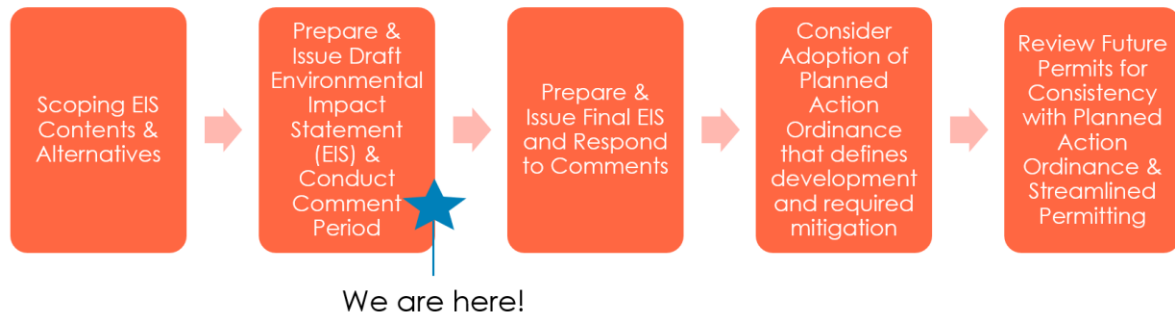 Scoping EIS
Contents &
Alternatives
Prepare &
Issue Draft
Environmental
Impact
Statement
(EIS) &
Conduct
Comment
Period
Prepare &
Issue Final EIS
and Respond
to Comments
Consider
Adoption of
Planned
Action
Ordinance
that defines
development
and required
mitigation
Review Future
Permits for
Consistency
with Planned
Action
Ordinance &
Streamlined
Permitting
We are here!